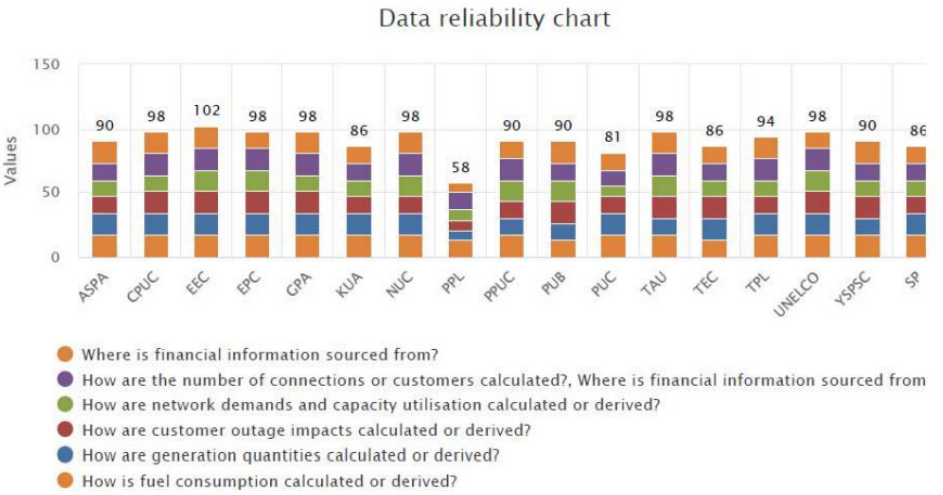 Data reliability chart
150
100
50
0
Values
90 98 102 98 98 86 98 58 90 90 81 98 86 94 98 90 86
ASPA CPUC EEC EPC GPA KUA NUC PPL PPUC PUB PUC TAU TEC TPL UNELCO YSPSC SP
Where is financial information sourced from?
How are the number of connections or customers calculated?, Where is financial information sourced from
How are network demands and capacity utilisation calculated or derived?
How are customer outage impacts calculated or derived?
How are generation quantities calculated or derived?
How is fuel consumption calculated or derived?